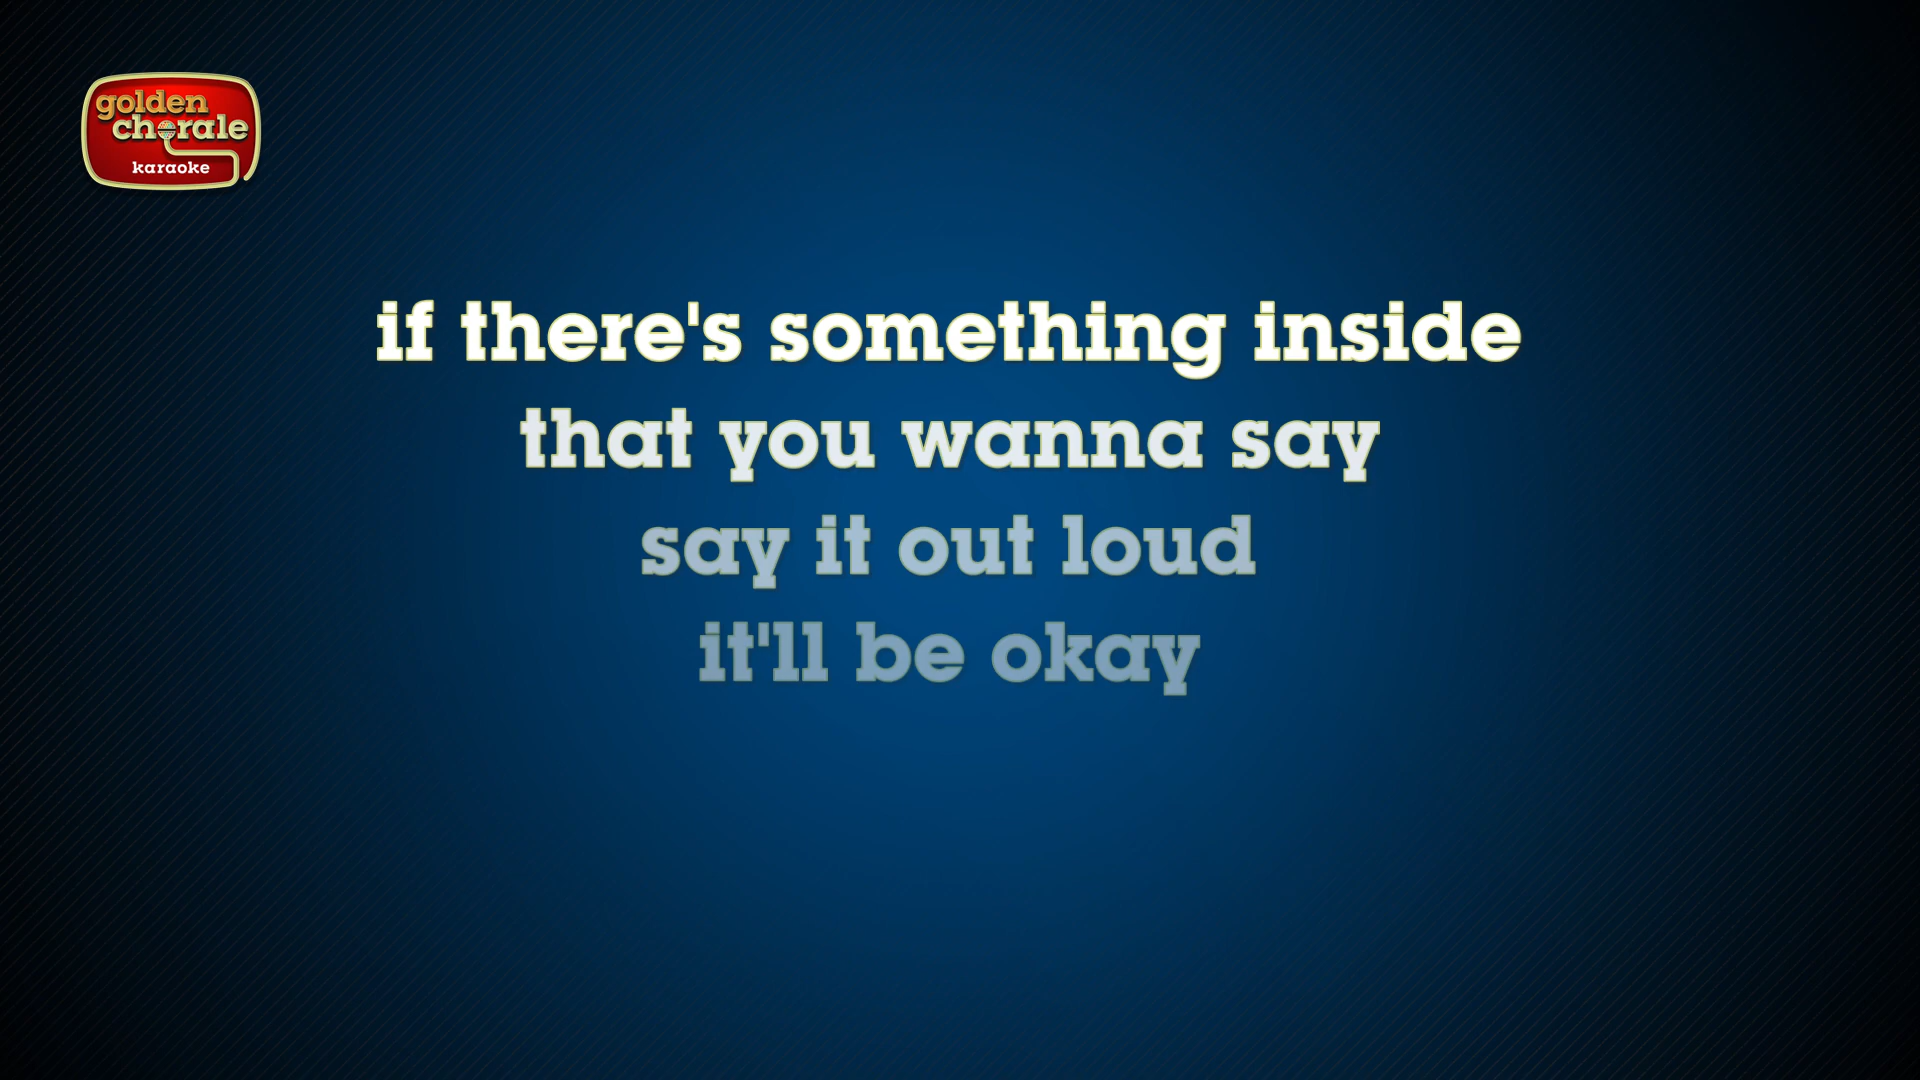 golden
chorale
karaoke
if there's something inside
that you wanna say
say it out loud
it'll be okay